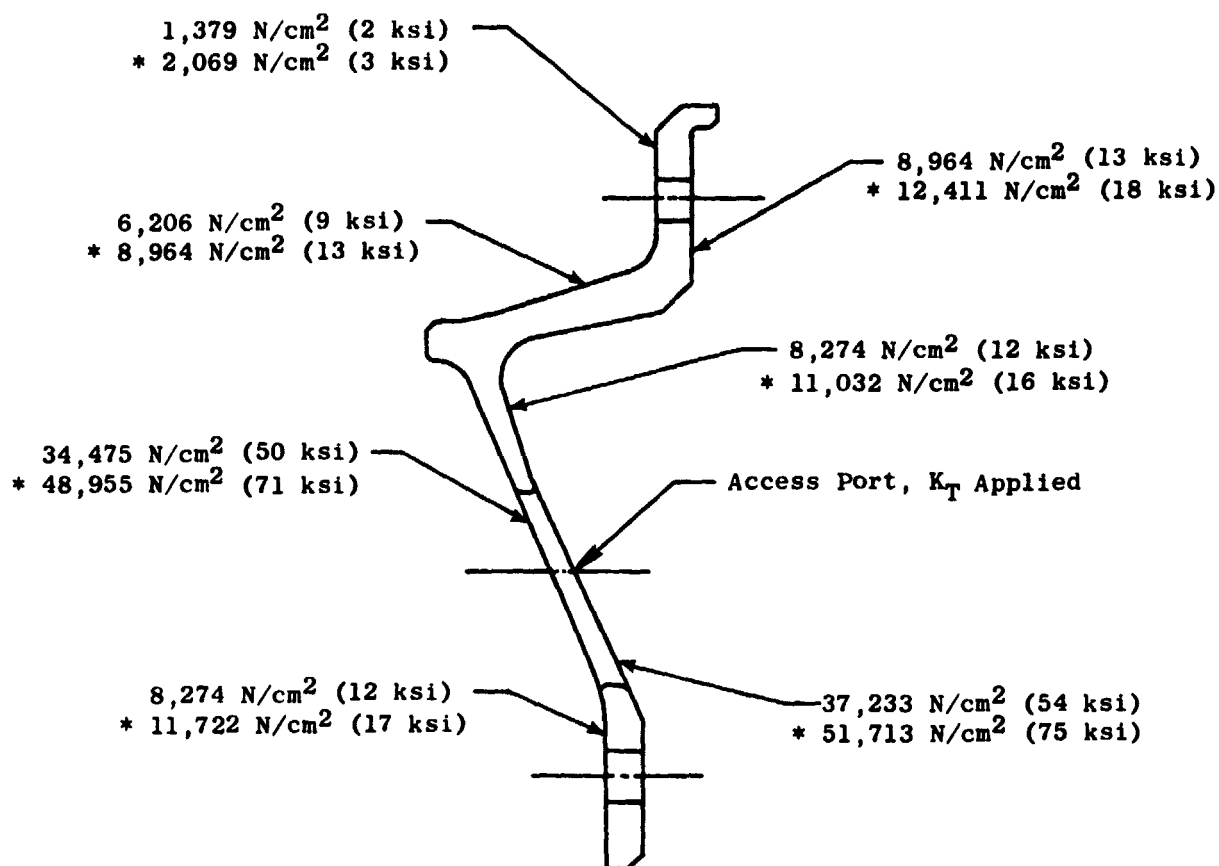 1,379 N/cm² (2 ksi)
* 2,069 N/cm² (3 ksi)
8,964 N/cm² (13 ksi)
* 12,411 N/cm² (18 ksi)
6,206 N/cm² (9 ksi)
* 8,964 N/cm² (13 ksi)
8,274 N/cm² (12 ksi)
* 11,032 N/cm² (16 ksi)
34,475 N/cm² (50 ksi)
* 48,955 N/cm² (71 ksi)
Access Port, K_T Applied
8,274 N/cm² (12 ksi)
* 11,722 N/cm² (17 ksi)
37,233 N/cm² (54 ksi)
* 51,713 N/cm² (75 ksi)